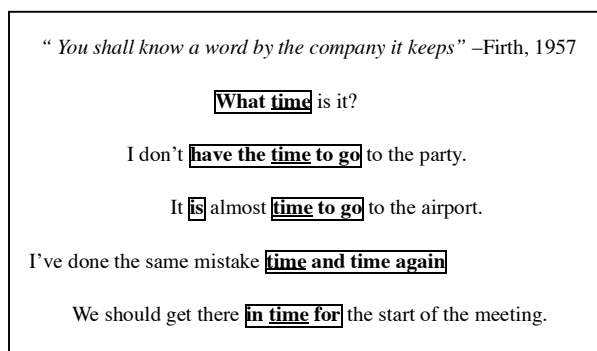 “ You shall know a word by the company it keeps” –Firth, 1957
What time is it?
I don’t have the time to go to the party.
It is almost time to go to the airport.
I’ve done the same mistake time and time again
We should get there in time for the start of the meeting.